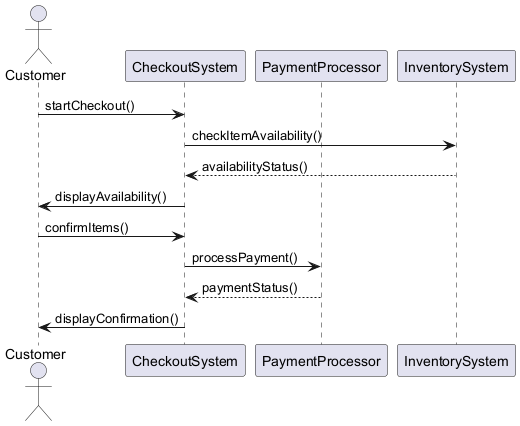 Customer
CheckoutSystem
PaymentProcessor
InventorySystem
startCheckout()
checkItemAvailability()
availabilityStatus()
displayAvailability()
confirmItems()
processPayment()
paymentStatus()
displayConfirmation()
Customer
CheckoutSystem
PaymentProcessor
InventorySystem